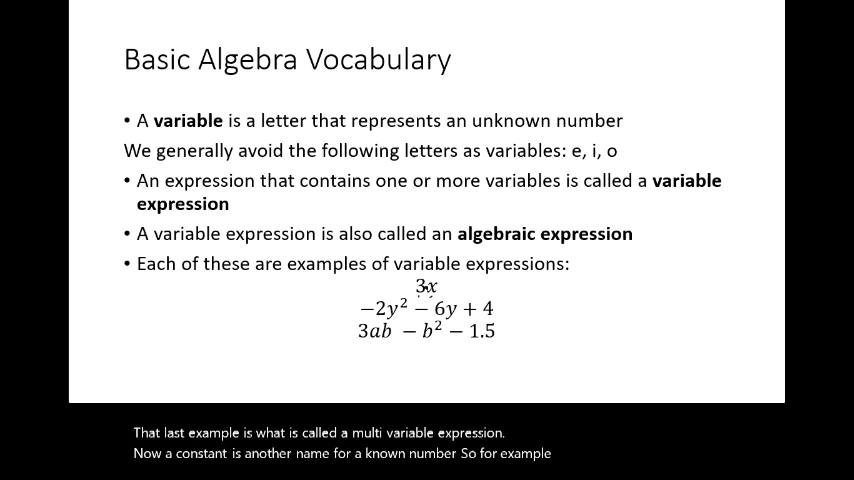 Basic Algebra Vocabulary
• A variable is a letter that represents an unknown number
We generally avoid the following letters as variables: e, i, o
• An expression that contains one or more variables is called a variable
expression
• A variable expression is also called an algebraic expression
• Each of these are examples of variable expressions:
3x
−2y² − 6y + 4
3ab − b² − 1.5
That last example is what is called a multi variable expression.
Now a constant is another name for a known number So for example